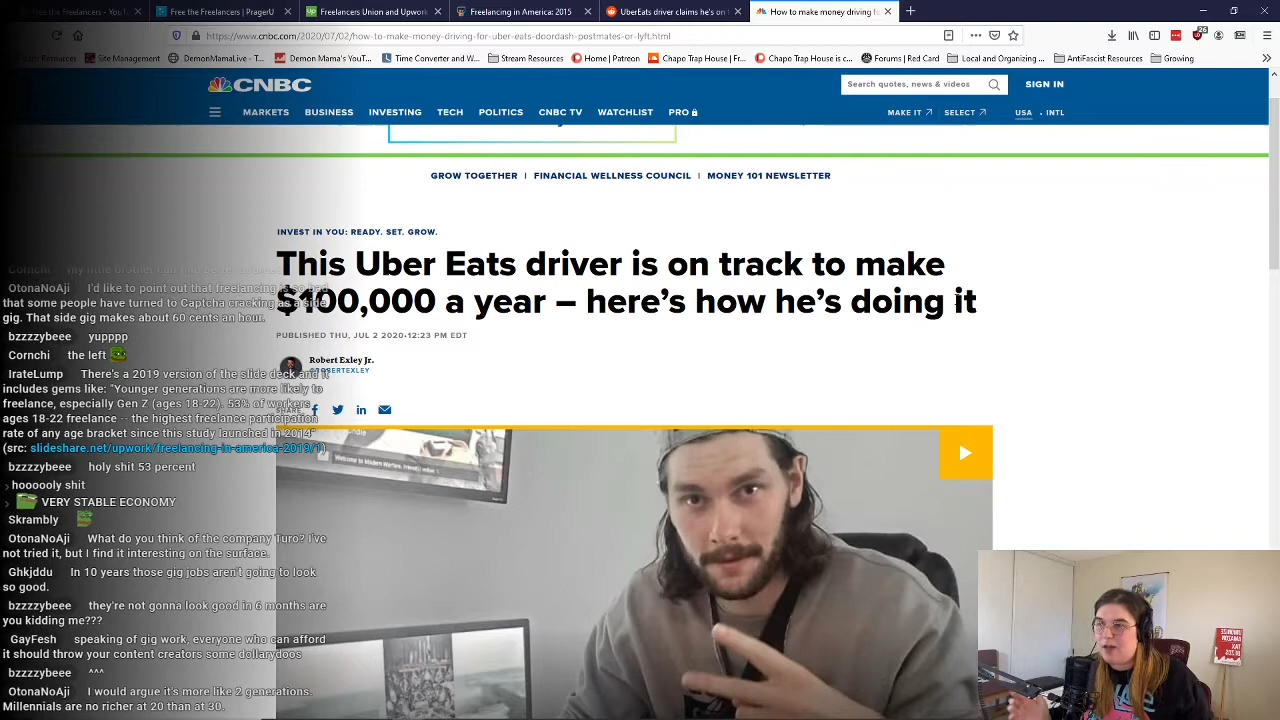 Free the Freelancers | PragerU
Freelancers Union and Upwork
Freelancing in America: 2015
UberEats driver claims he's on
How to make money driving f
https://www.cnbc.com/2020/07/02/how-to-make-money-driving-for-uber-eats-doordash-postmates-or-lyft.html
Resources
Site Management
DemonMamaLive - T...
Demon Mama's YouT...
Time Converter and W...
Stream Resources
Home | Patreon
Chapo Trap House |...
Chapo Trap House is c...
Forums | Red Card
Local and Organizing ...
AntiFascist Resources
Growing
CNBC
Search quotes, news & videos
SIGN IN
MARKETS BUSINESS INVESTING TECH POLITICS CNBC TV WATCHLIST PRO
MAKE IT SELECT USA • INTL
GROW TOGETHER | FINANCIAL WELLNESS COUNCIL | MONEY 101 NEWSLETTER
INVEST IN YOU: READY. SET. GROW.
This Uber Eats driver is on track to make
$100,000 a year – here's how he's doing it
PUBLISHED THU, JUL 2 2020•12:23 PM EDT
Robert Exley Jr.
@ROBERTEXLEY
SHARE
Cornchi
OtonaNoAji I'd like to point out that freelancing is so bad
that some people have turned to Captcha cracking as a side
gig. That side gig makes about 60 cents an hour.
bzzzzybeee yupppp
Cornchi the left
IrateLump There's a 2019 version of the slide deck and it
includes gems like: "Younger generations are more likely to
freelance, especially Gen Z (ages 18-22). 53% of workers
ages 18-22 freelance -- the highest freelance participation
rate of any age bracket since this study launched in 2014"
(src: slideshare.net/upwork/freelancing-in-america-2019/1)
bzzzzybeee holy shit 53 percent
hoooooly shit
VERY STABLE ECONOMY
Skrambly
OtonaNoAji What do you think of the company Turo? I've
not tried it, but I find it interesting on the surface.
Ghkjddu In 10 years those gig jobs aren't going to look
so good.
bzzzzybeee they're not gonna look good in 6 months are
you kidding me???
GayFesh speaking of gig work, everyone who can afford
it should throw your content creators some dollarydoos
bzzzzybeee ^^^
OtonaNoAji I would argue it's more like 2 generations.
Millennials are no richer at 20 than at 30.